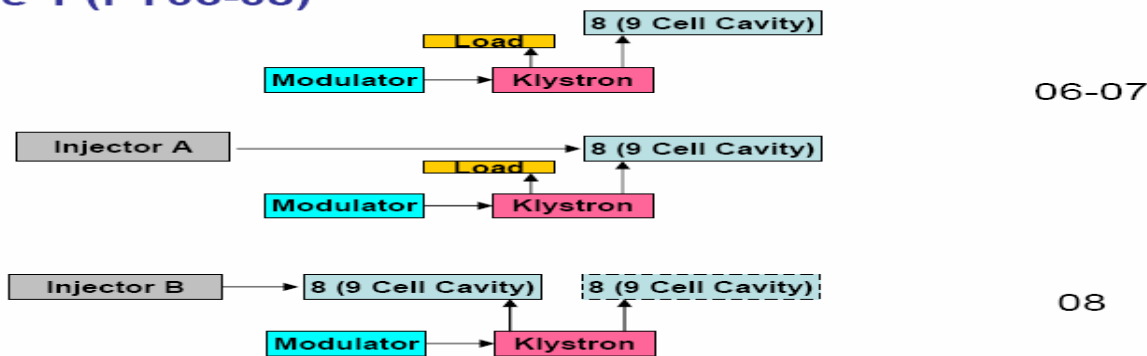 8 (9 Cell Cavity)
Load
Modulator
Klystron
06-07
Injector A
8 (9 Cell Cavity)
Load
Modulator
Klystron
Injector B
8 (9 Cell Cavity)
8 (9 Cell Cavity)
08
Modulator
Klystron